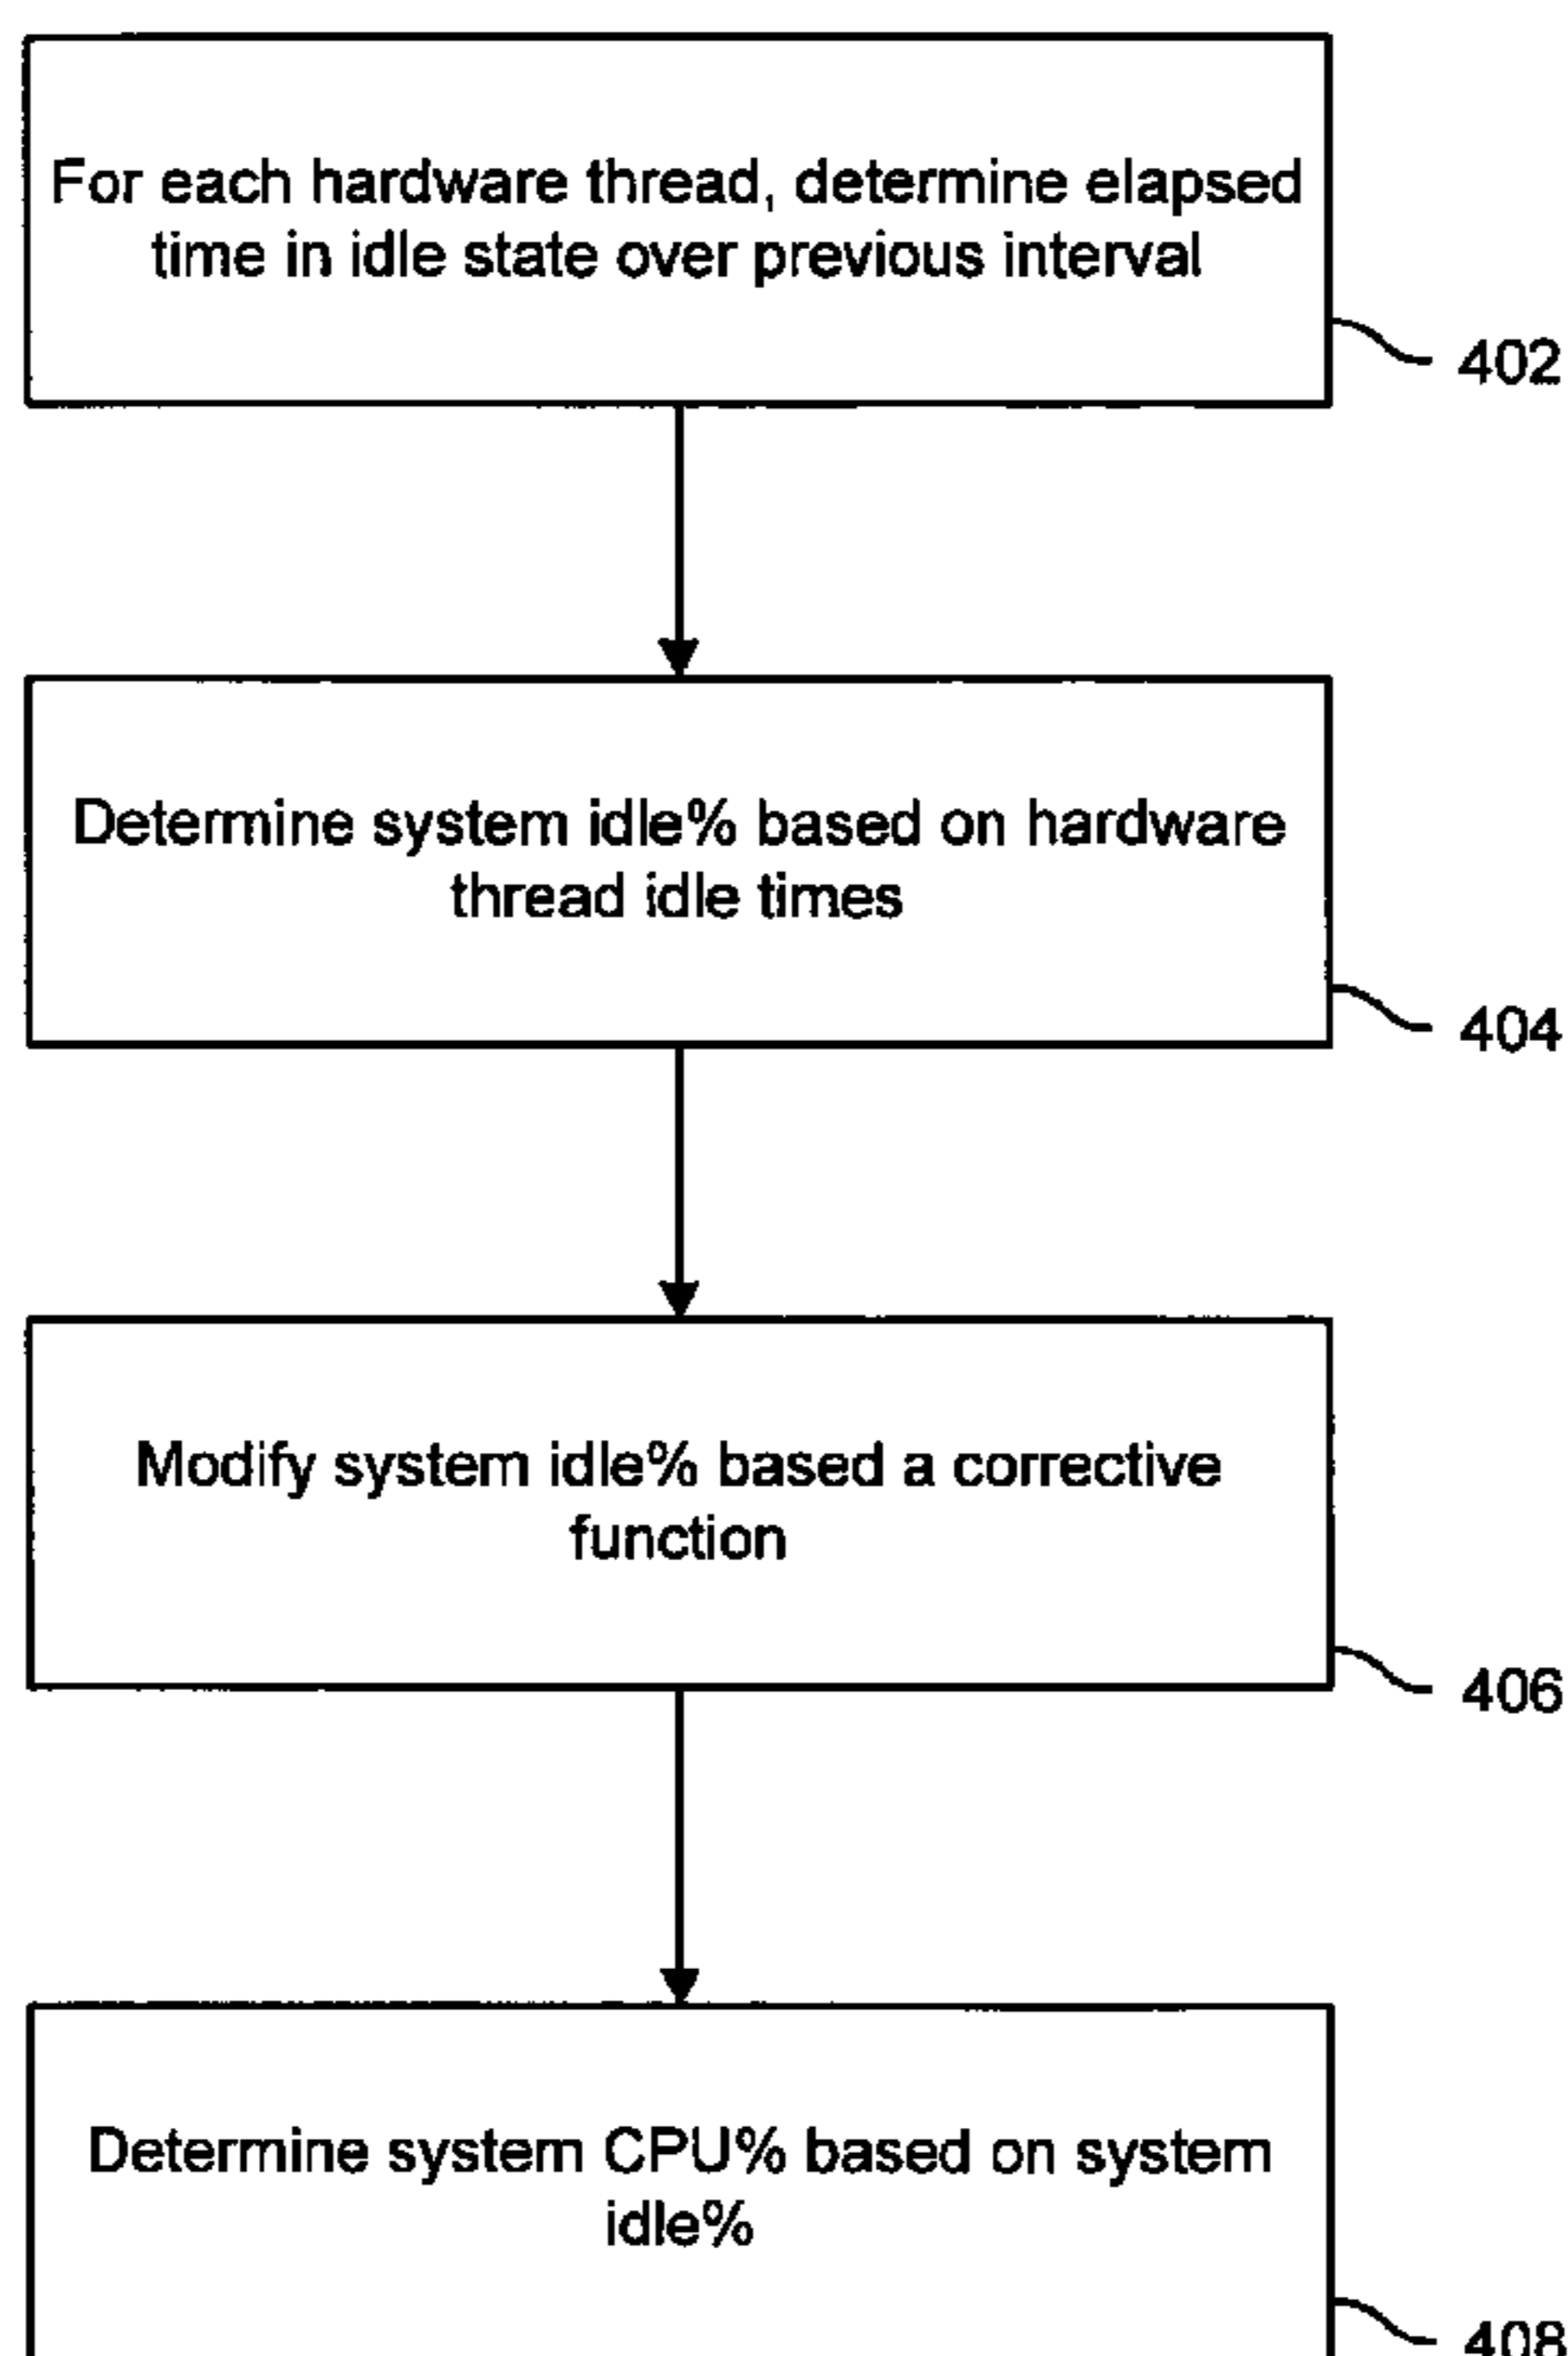 For each hardware thread, determine elapsed
time in idle state over previous interval
402
Determine system idle% based on hardware
thread idle times
404
Modify system idle% based a corrective
function
406
Determine system CPU% based on system
idle%
408